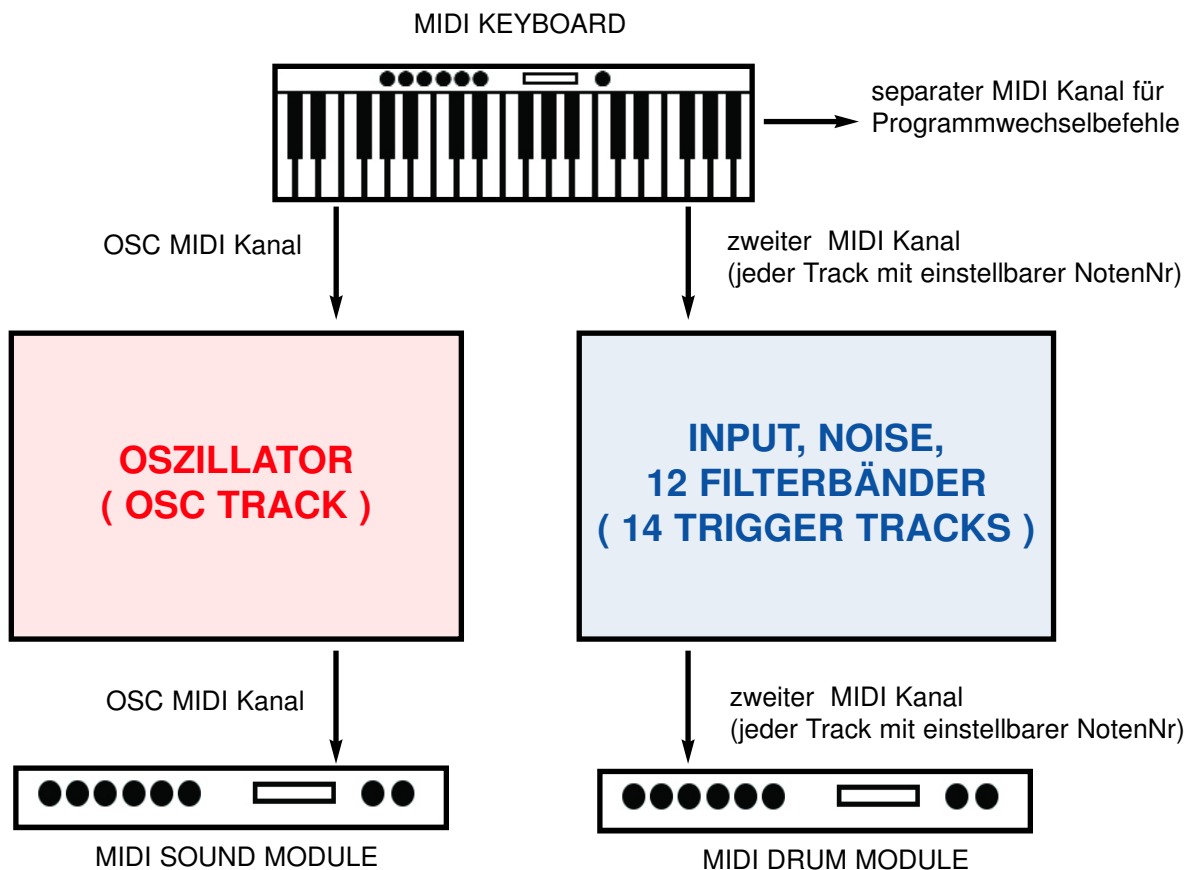 MIDI KEYBOARD
separater MIDI Kanal für
Programmwechselbefehle
OSC MIDI Kanal
zweiter MIDI Kanal
(jeder Track mit einstellbarer NotenNr)
OSZILLATOR
( OSC TRACK )
INPUT, NOISE,
12 FILTERBÄNDER
( 14 TRIGGER TRACKS )
OSC MIDI Kanal
zweiter MIDI Kanal
(jeder Track mit einstellbarer NotenNr)
MIDI SOUND MODULE
MIDI DRUM MODULE